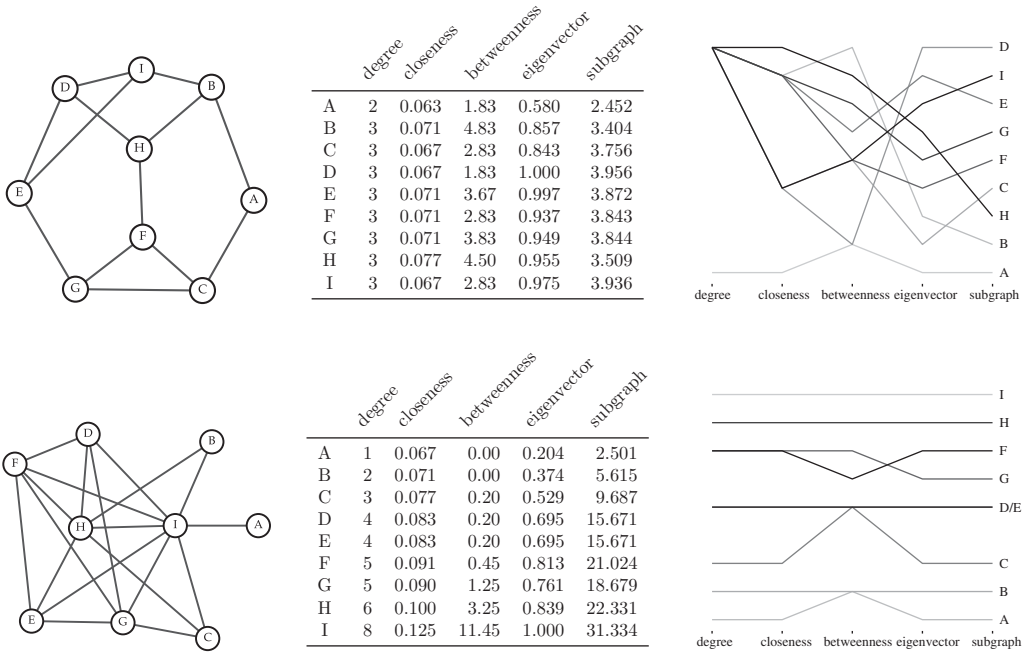 I
D
B
H
E
A
F
G
C
degree closeness betweenness eigenvector subgraph
A 2 0.063 1.83 0.580 2.452
B 3 0.071 4.83 0.857 3.404
C 3 0.067 2.83 0.843 3.756
D 3 0.067 1.83 1.000 3.956
E 3 0.071 3.67 0.997 3.872
F 3 0.071 2.83 0.937 3.843
G 3 0.071 3.83 0.949 3.844
H 3 0.077 4.50 0.955 3.509
I 3 0.067 2.83 0.975 3.936
D
I
E
G
F
C
H
B
A
degree closeness betweenness eigenvector subgraph
D
B
F
H
I
A
E
G
C
degree closeness betweenness eigenvector subgraph
A 1 0.067 0.00 0.204 2.501
B 2 0.071 0.00 0.374 5.615
C 3 0.077 0.20 0.529 9.687
D 4 0.083 0.20 0.695 15.671
E 4 0.083 0.20 0.695 15.671
F 5 0.091 0.45 0.813 21.024
G 5 0.090 1.25 0.761 18.679
H 6 0.100 3.25 0.839 22.331
I 8 0.125 11.45 1.000 31.334
I
H
F
G
D/E
C
B
A
degree closeness betweenness eigenvector subgraph